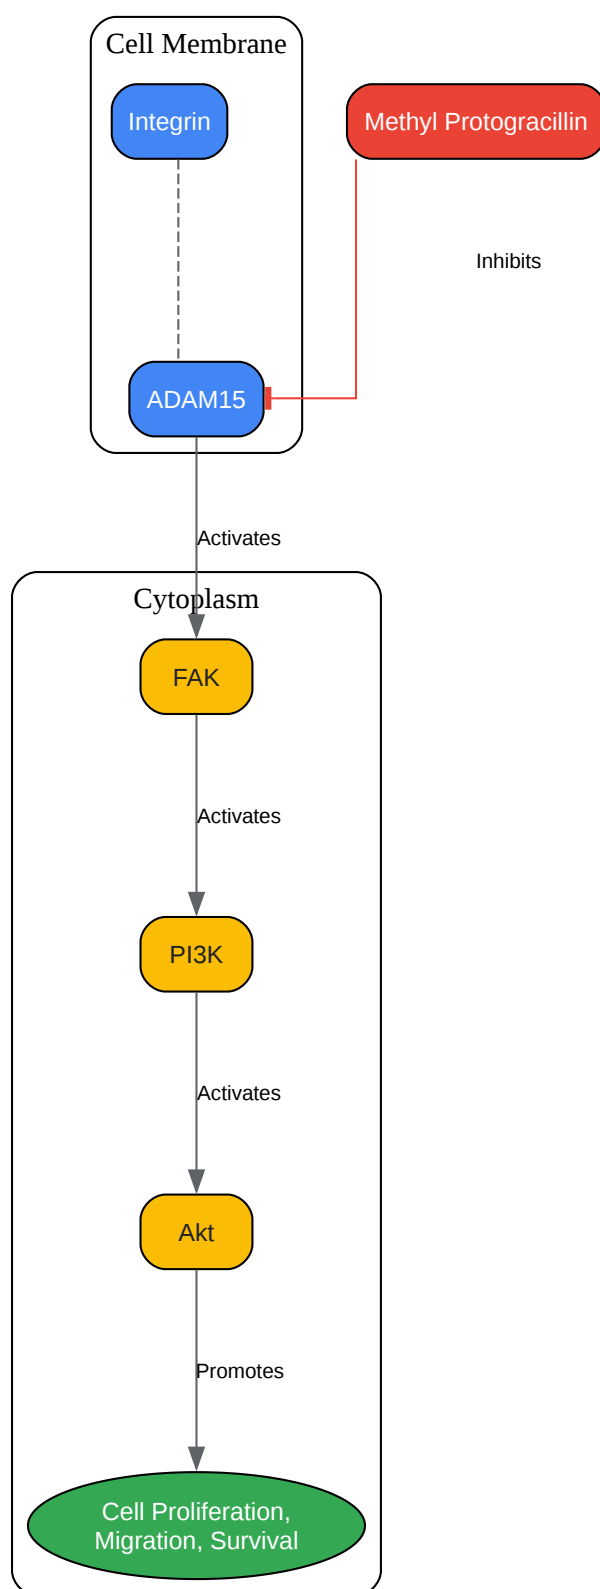 Cell Membrane
Integrin
Methyl Protogracillin
Inhibits
ADAM15
Activates
Cytoplasm
FAK
Activates
PI3K
Activates
Akt
Promotes
Cell Proliferation,
Migration, Survival